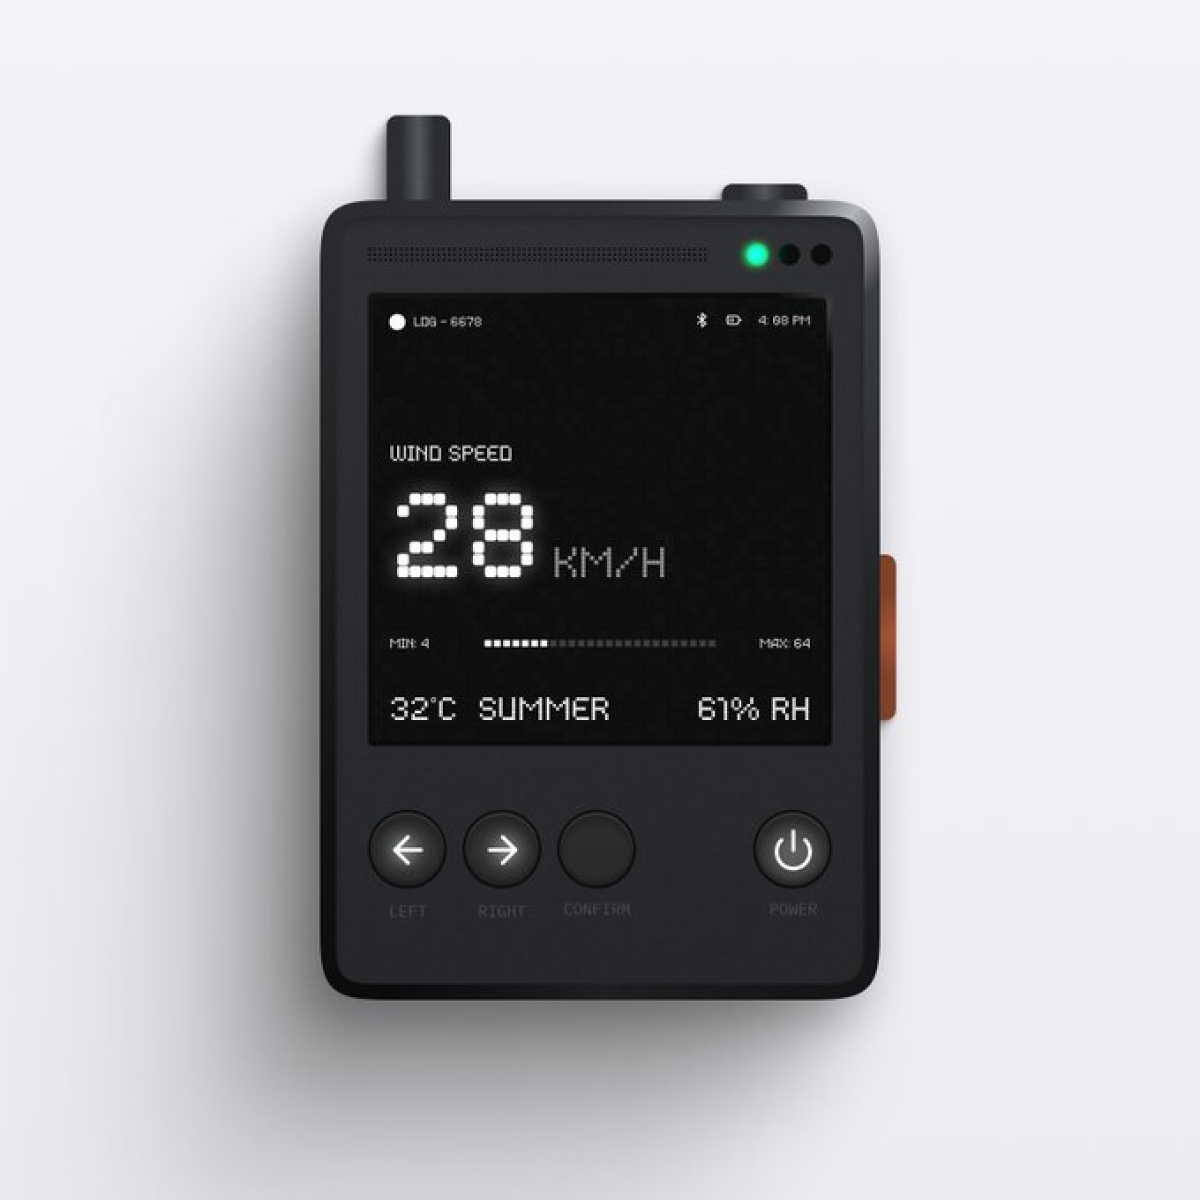 LOG - 6678
4:08 PM
WIND SPEED
28 KM/H
MIN: 4
MAX: 64
32°C SUMMER 61% RH
LEFT RIGHT CONFIRM POWER